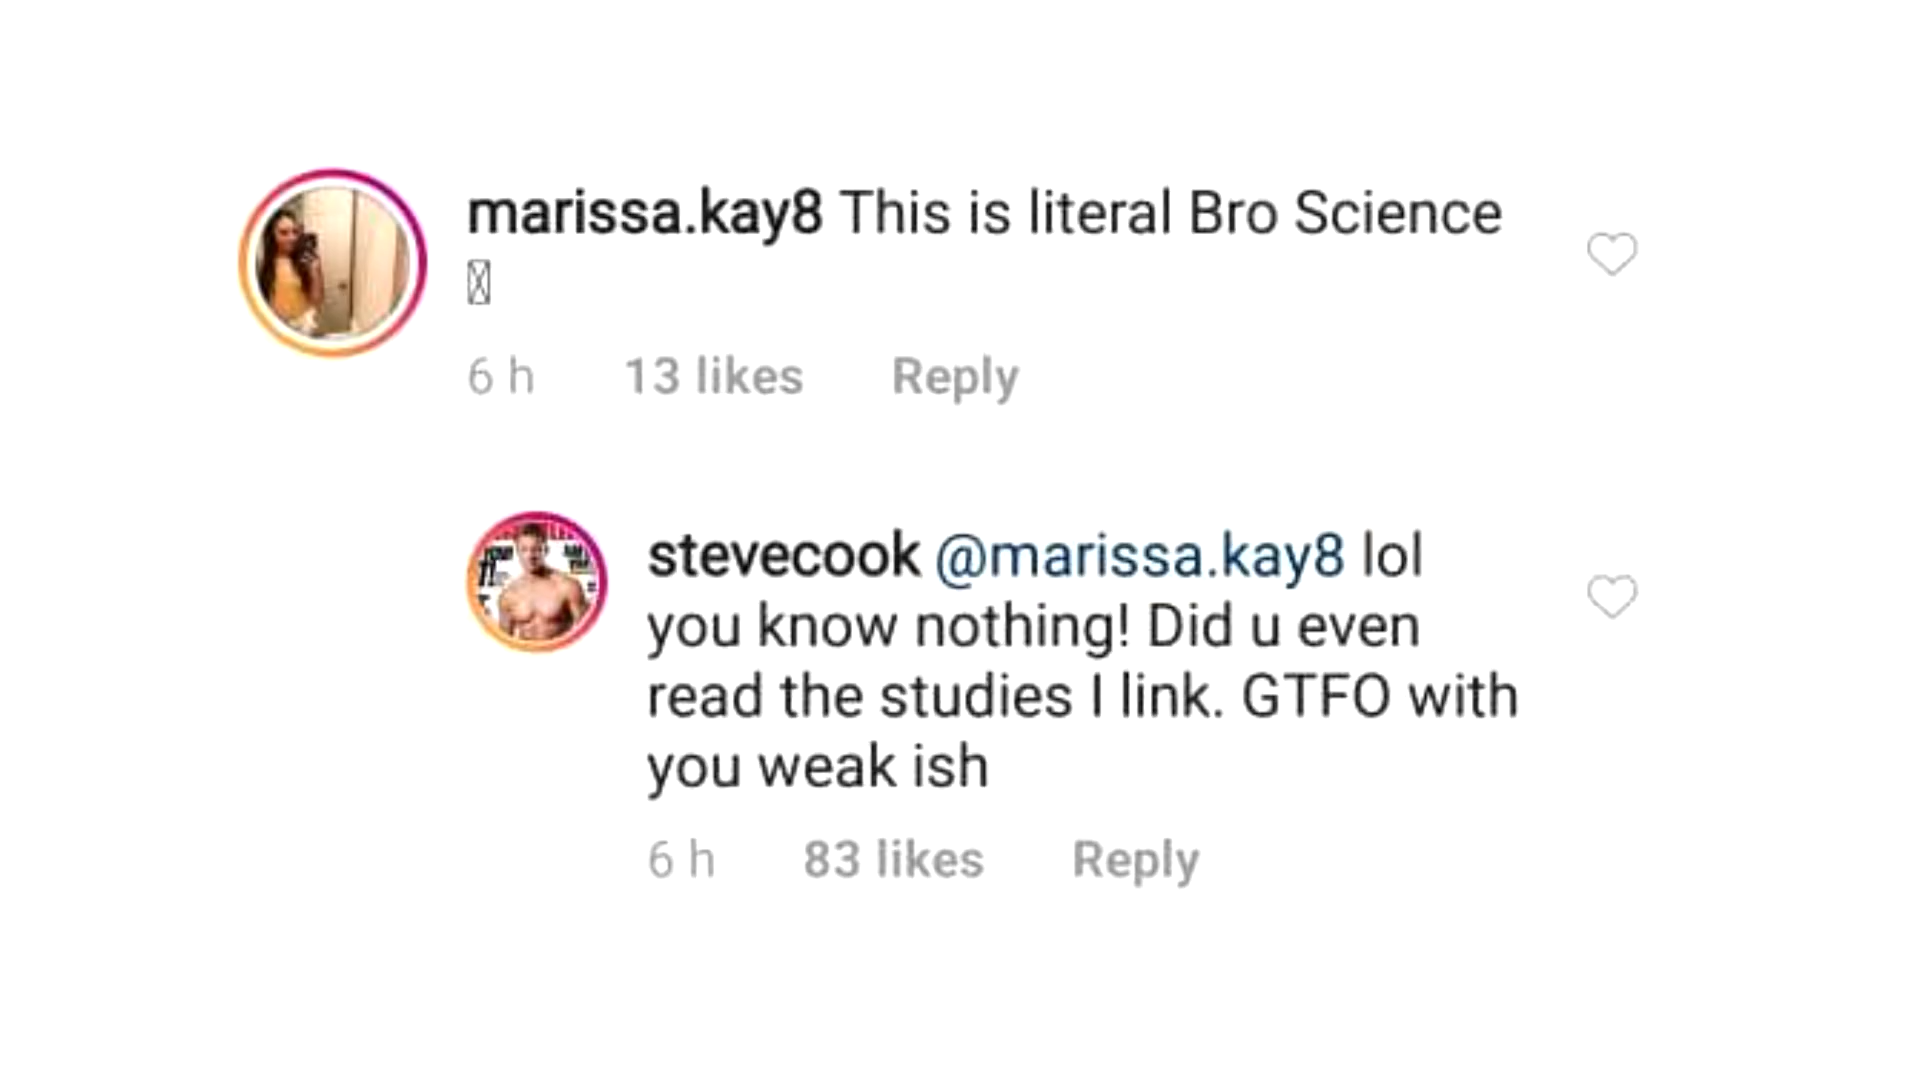 marissa.kay8 This is literal Bro Science
6 h 13 likes Reply
stevecook @marissa.kay8 lol
you know nothing! Did u even
read the studies I link. GTFO with
you weak ish
6 h 83 likes Reply